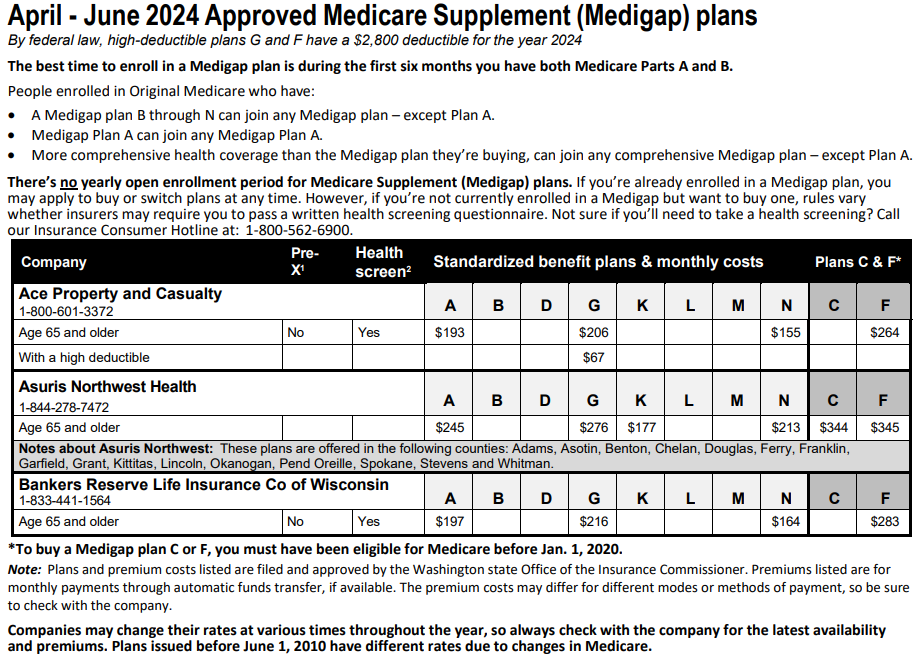 April - June 2024 Approved Medicare Supplement (Medigap) plans
By federal law, high-deductible plans G and F have a $2,800 deductible for the year 2024
The best time to enroll in a Medigap plan is during the first six months you have both Medicare Parts A and B.
People enrolled in Original Medicare who have:
• A Medigap plan B through N can join any Medigap plan – except Plan A.
• Medigap Plan A can join any Medigap Plan A.
• More comprehensive health coverage than the Medigap plan they're buying, can join any comprehensive Medigap plan – except Plan A.
There's no yearly open enrollment period for Medicare Supplement (Medigap) plans. If you're already enrolled in a Medigap plan, you
may apply to buy or switch plans at any time. However, if you're not currently enrolled in a Medigap but want to buy one, rules vary
whether insurers may require you to pass a written health screening questionnaire. Not sure if you'll need to take a health screening? Call
our Insurance Consumer Hotline at: 1-800-562-6900.
Company Pre-X¹ Health screen² Standardized benefit plans & monthly costs Plans C & F*
Ace Property and Casualty
1-800-601-3372 A B D G K L M N C F
Age 65 and older No Yes $193 $206 $155 $264
With a high deductible $67
Asuris Northwest Health
1-844-278-7472 A B D G K L M N C F
Age 65 and older $245 $276 $177 $213 $344 $345
Notes about Asuris Northwest: These plans are offered in the following counties: Adams, Asotin, Benton, Chelan, Douglas, Ferry, Franklin,
Garfield, Grant, Kittitas, Lincoln, Okanogan, Pend Oreille, Spokane, Stevens and Whitman.
Bankers Reserve Life Insurance Co of Wisconsin
1-833-441-1564 A B D G K L M N C F
Age 65 and older No Yes $197 $216 $164 $283
*To buy a Medigap plan C or F, you must have been eligible for Medicare before Jan. 1, 2020.
Note: Plans and premium costs listed are filed and approved by the Washington state Office of the Insurance Commissioner. Premiums listed are for
monthly payments through automatic funds transfer, if available. The premium costs may differ for different modes or methods of payment, so be sure
to check with the company.
Companies may change their rates at various times throughout the year, so always check with the company for the latest availability
and premiums. Plans issued before June 1, 2010 have different rates due to changes in Medicare.